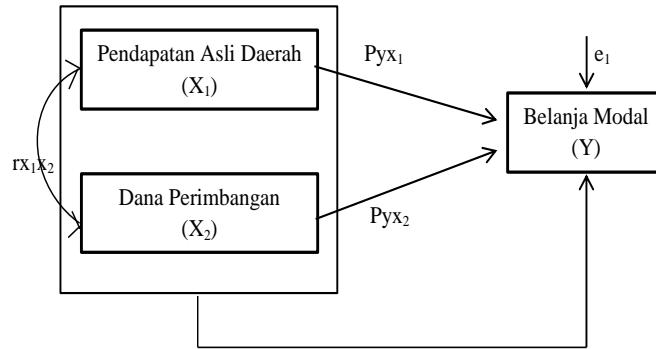 Pendapatan Asli Daerah
(X₁)
Pyx₁
e₁
Belanja Modal
(Y)
rx₁x₂
Dana Perimbangan
(X₂)
Pyx₂